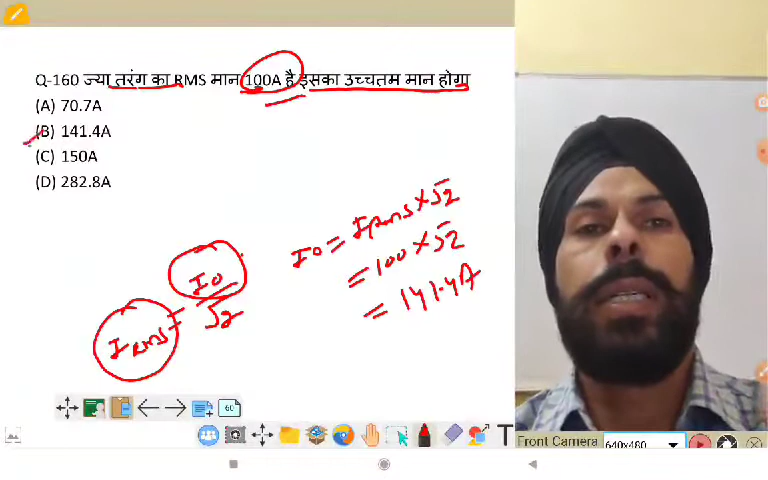 Q-160 ज्या तरंग का RMS मान 100A है इसका उच्चतम मान होगा
(A) 70.7A
(B) 141.4A
(C) 150A
(D) 282.8A
I0 = IRMS × √2
= 100 × √2
= 141.4A
IRMS = I0/√2
60
T
Front Camera
640x480